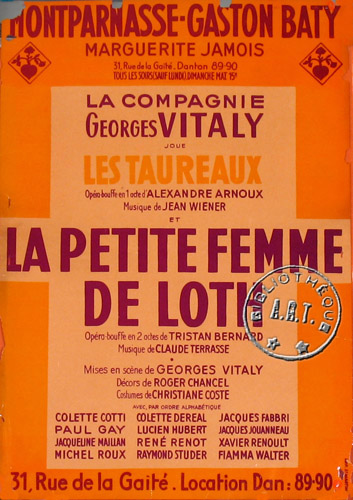 MONTPARNASSE-GASTON BATY
MARGUERITE JAMOIS
31, Rue de la Gaîté. Danton 89-90
TOUS LES SOIRS (SAUF LUNDI) DIMANCHE MAT. 15H
LA COMPAGNIE
GEORGES VITALY
JOUE
LES TAUREAUX
Opéra-bouffe en 1 acte d'ALEXANDRE ARNOUX
Musique de JEAN WIENER
ET
LA PETITE FEMME
DE LOTH
BIBLIOTHÈQUE
A.R.T.
Opéra-bouffe en 2 actes de TRISTAN BERNARD
Musique de CLAUDE TERRASSE
Mises en scène de GEORGES VITALY
Décors de ROGER CHANCEL
Costumes de CHRISTIANE COSTE
AVEC, PAR ORDRE ALPHABÉTIQUE
COLETTE COTTI COLETTE DEREAL JACQUES FABBRI
PAUL GAY LUCIEN HUBERT JACQUES JOUANNEAU
JACQUELINE MAILLAN RENÉ RENOT XAVIER RENOULT
MICHEL ROUX RAYMOND STUDER FIAMMA WALTER
31, Rue de la Gaité. Location Dan: 89-90